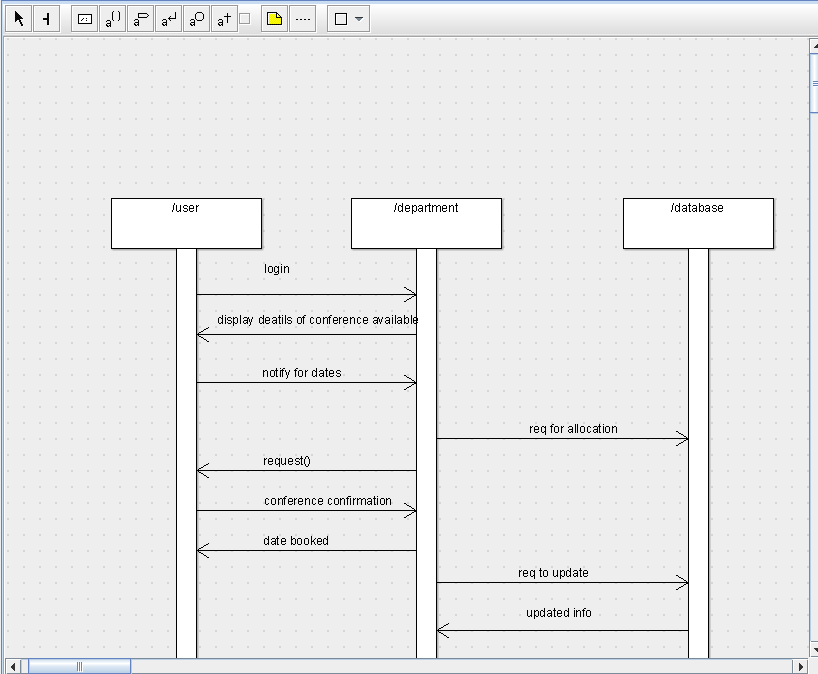 a()
a
a
a
a†
/user
/department
/database
login
display deatils of conference available
notify for dates
req for allocation
request()
conference confirmation
date booked
req to update
updated info